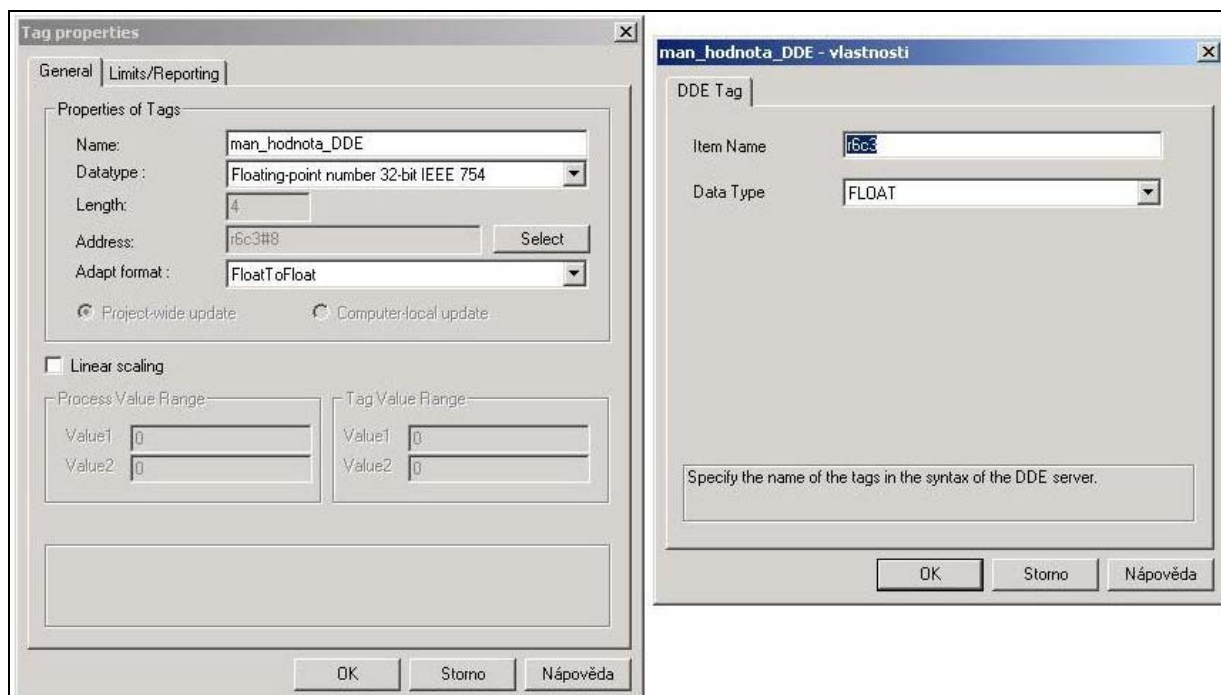 Tag properties
General
Limits/Reporting
Properties of Tags
Name:
man_hodnota_DDE
Datatype :
Floating-point number 32-bit IEEE 754
Length:
4
Address:
r6c3#8
Select
Adapt format :
FloatToFloat
Project-wide update
Computer-local update
Linear scaling
Process Value Range
Value1
0
Value2
0
Tag Value Range
Value1
0
Value2
0
OK
Storno
Nápověda
man_hodnota_DDE - vlastnosti
DDE Tag
Item Name
r6c3
Data Type
FLOAT
Specify the name of the tags in the syntax of the DDE server.
OK
Storno
Nápověda